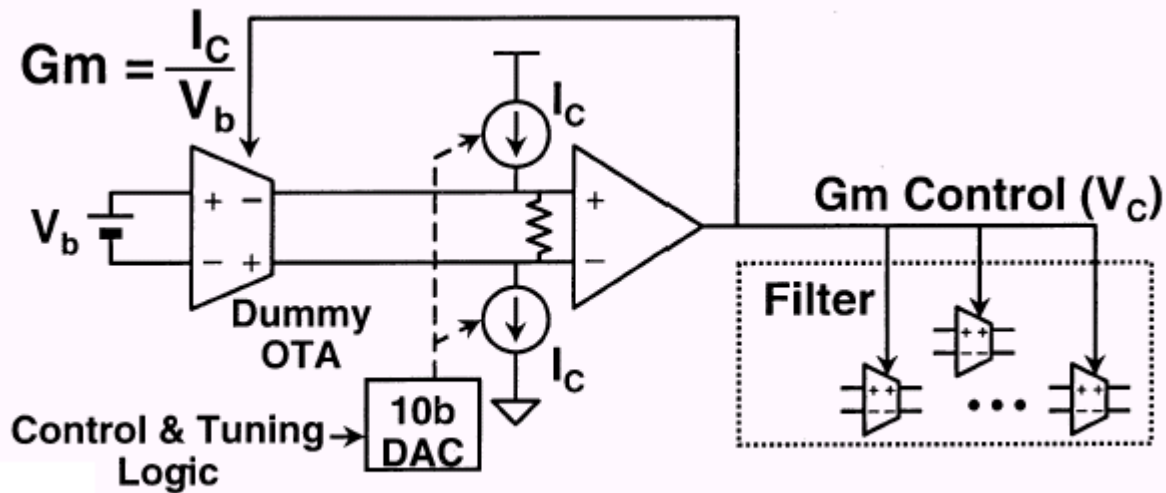 Gm = I_C / V_b
I_C
+ −
− +
V_b
Dummy
OTA
+
−
Gm Control (V_C)
Filter
+ +
− −
+ +
− −
• • •
+ +
− −
I_C
10b
DAC
Control & Tuning
Logic